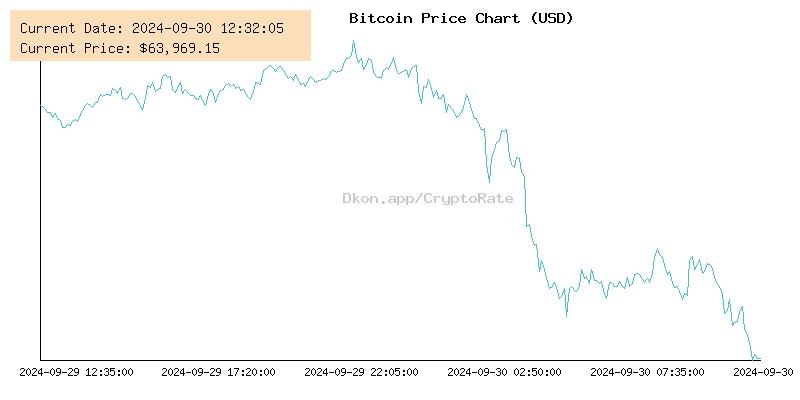 Bitcoin Price Chart (USD)
Current Date: 2024-09-30 12:32:05
Current Price: $63,969.15
Dkon.app/CryptoRate
2024-09-29 12:35:00 2024-09-29 17:20:00 2024-09-29 22:05:00 2024-09-30 02:50:00 2024-09-30 07:35:00 2024-09-30